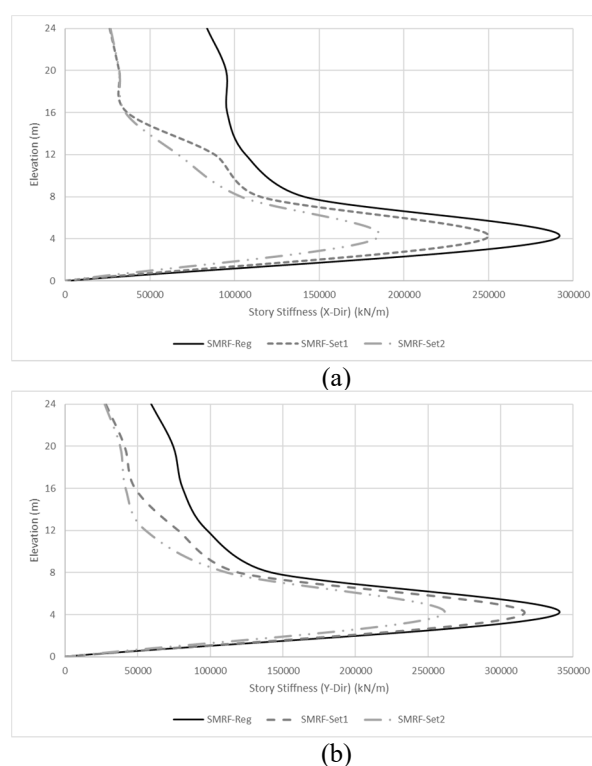 24
20
16
12
8
4
0
Elevation (m)
0 50000 100000 150000 200000 250000 300000
Story Stiffness (X-Dir) (kN/m)
SMRF-Reg SMRF-Set1 SMRF-Set2
(a)
24
20
16
12
8
4
0
Elevation (m)
0 50000 100000 150000 200000 250000 300000 350000
Story Stiffness (Y-Dir) (kN/m)
SMRF-Reg SMRF-Set1 SMRF-Set2
(b)